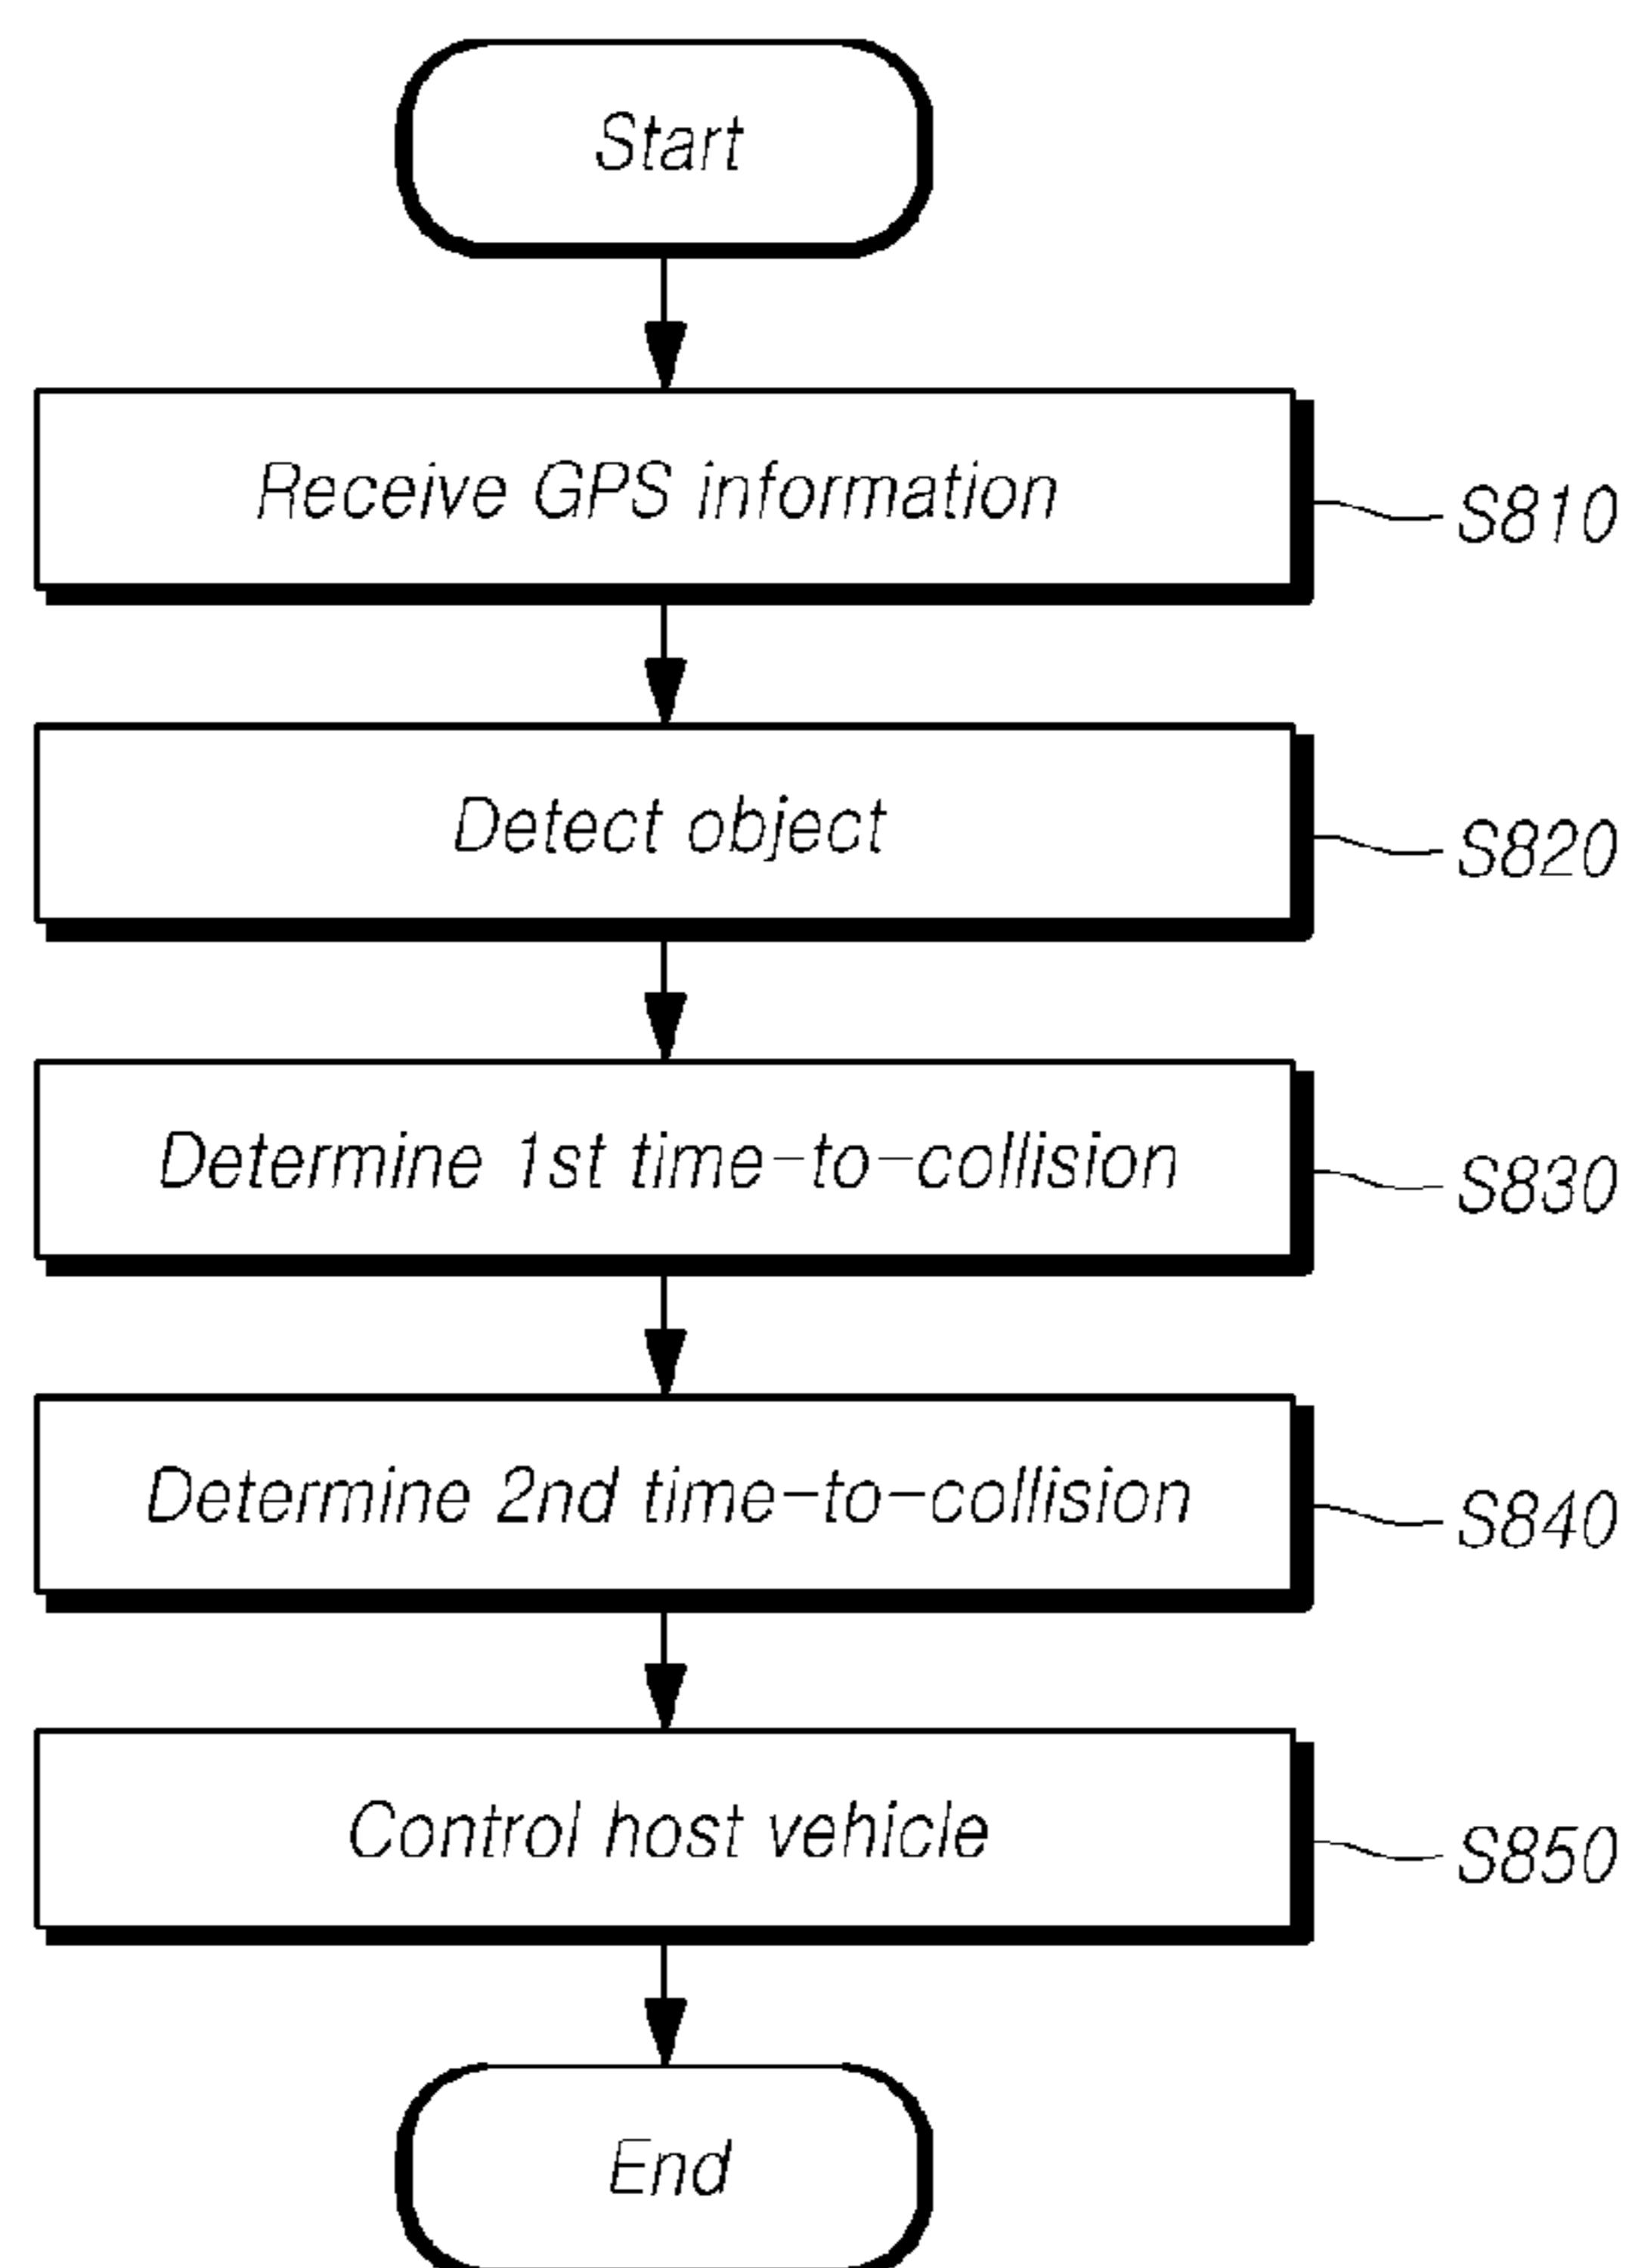 Start
Receive GPS information
S810
Detect object
S820
Determine 1st time-to-collision
S830
Determine 2nd time-to-collision
S840
Control host vehicle
S850
End